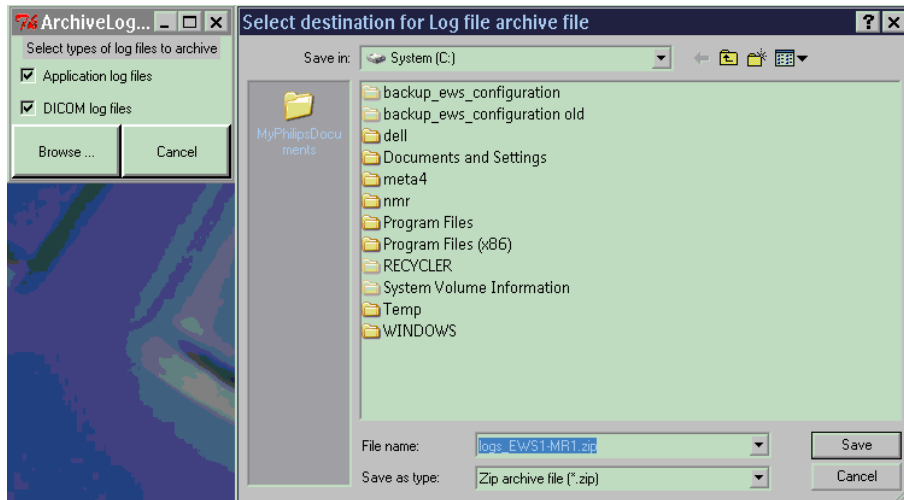 ArchiveLog...
Select types of log files to archive
Application log files
DICOM log files
Browse ...
Cancel
Select destination for Log file archive file
Save in:
System (C:)
MyPhilipsDocu
ments
backup_ews_configuration
backup_ews_configuration old
dell
Documents and Settings
meta4
nmr
Program Files
Program Files (x86)
RECYCLER
System Volume Information
Temp
WINDOWS
File name:
logs_EWS1-MR1.zip
Save
Save as type:
Zip archive file (*.zip)
Cancel